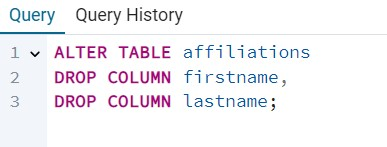 Query Query History
1 ALTER TABLE affiliations
2 DROP COLUMN firstname,
3 DROP COLUMN lastname;